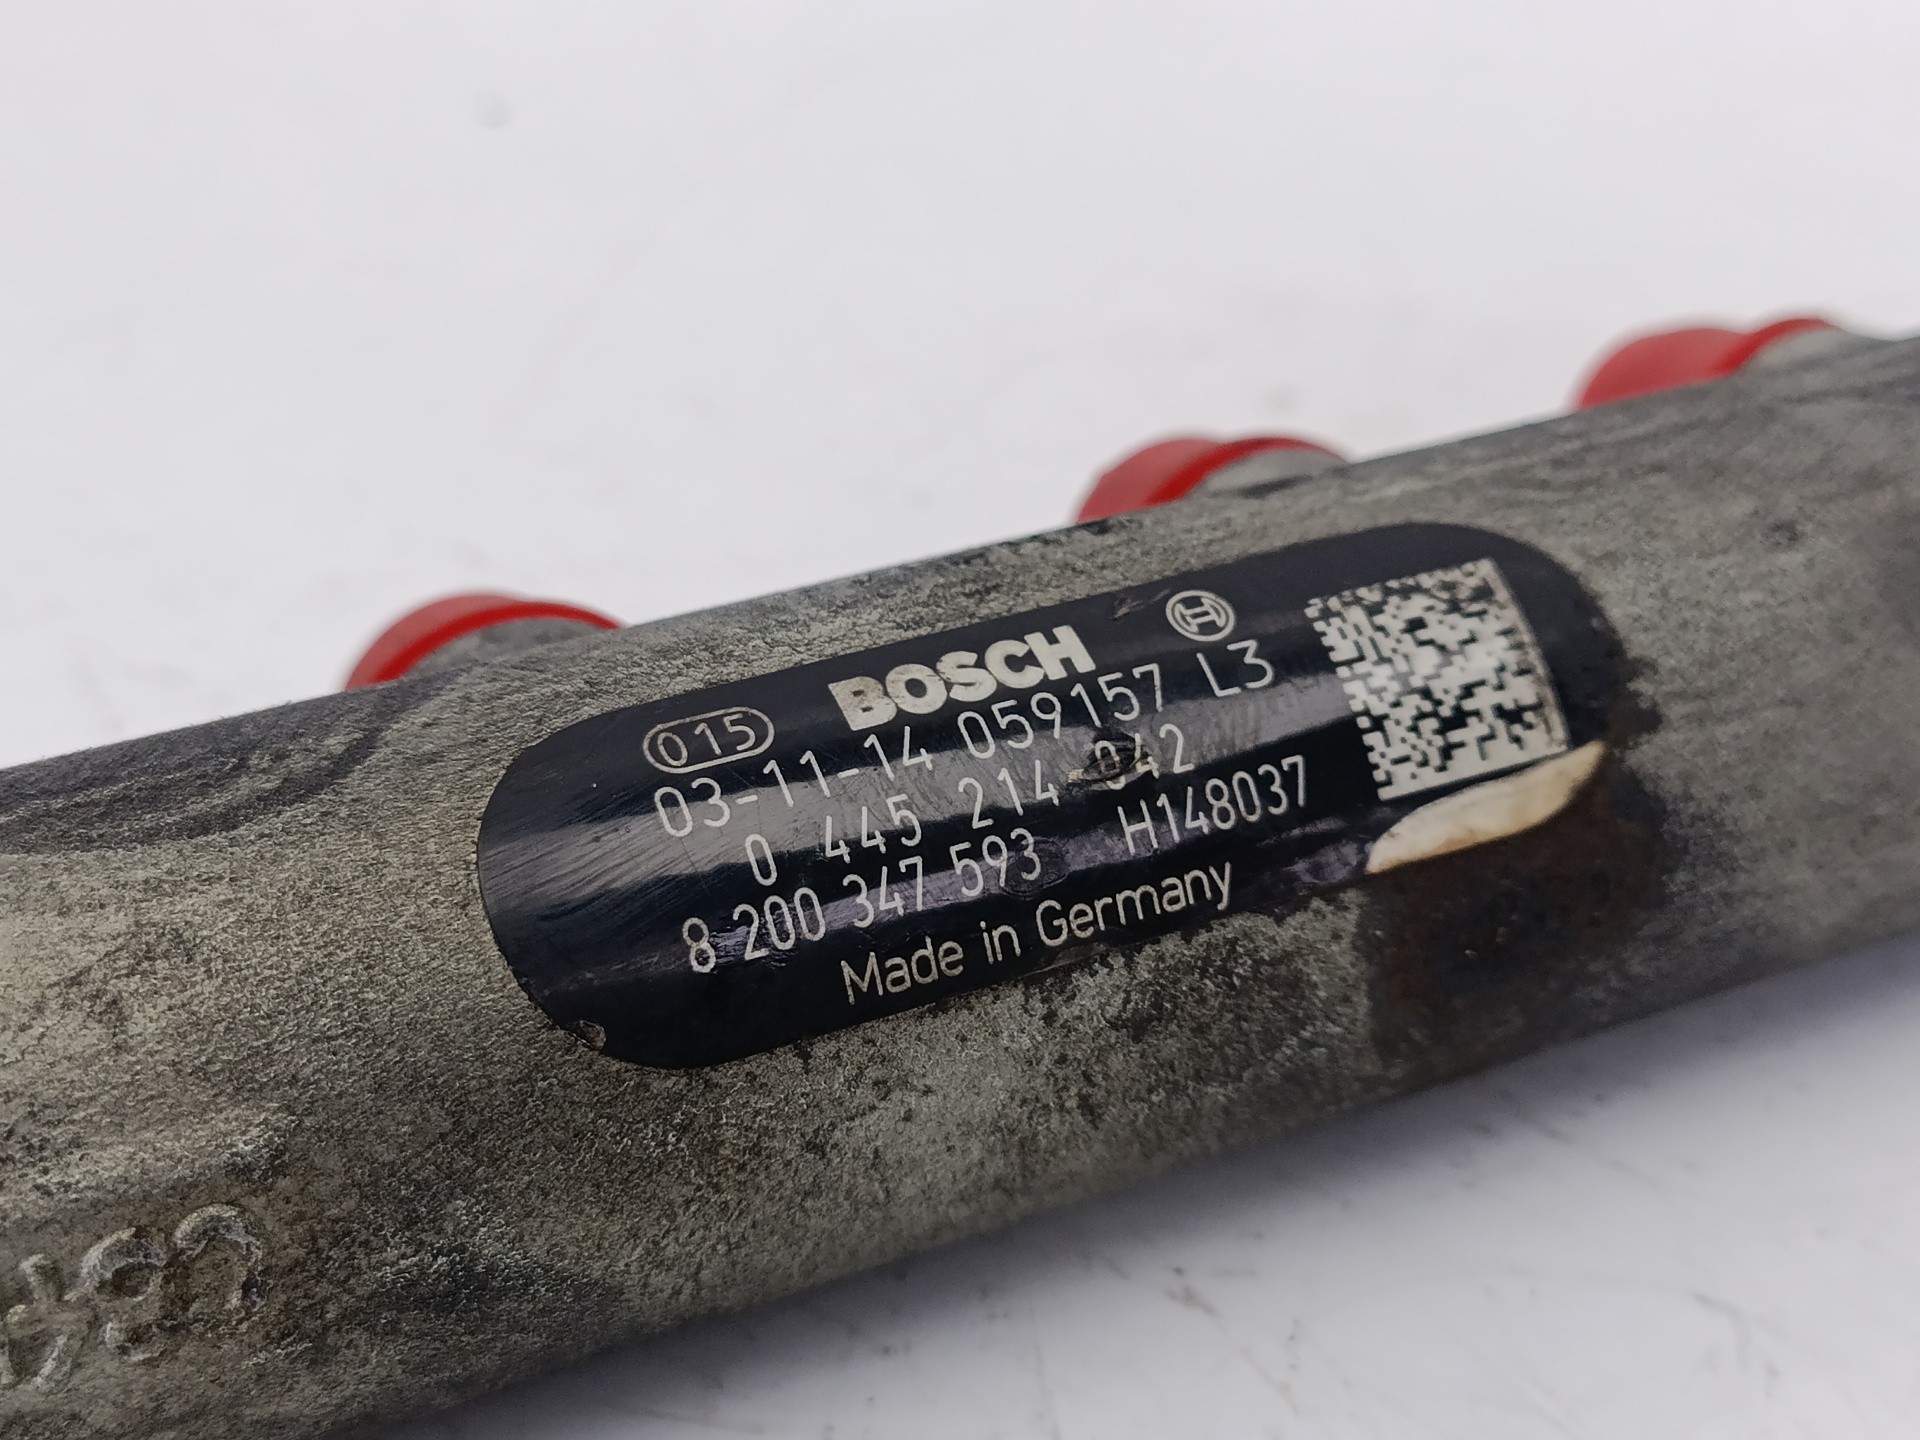 015 BOSCH
03-11-14 059157 L3
0 445 214 042
8 200 347 593 H148037
Made in Germany